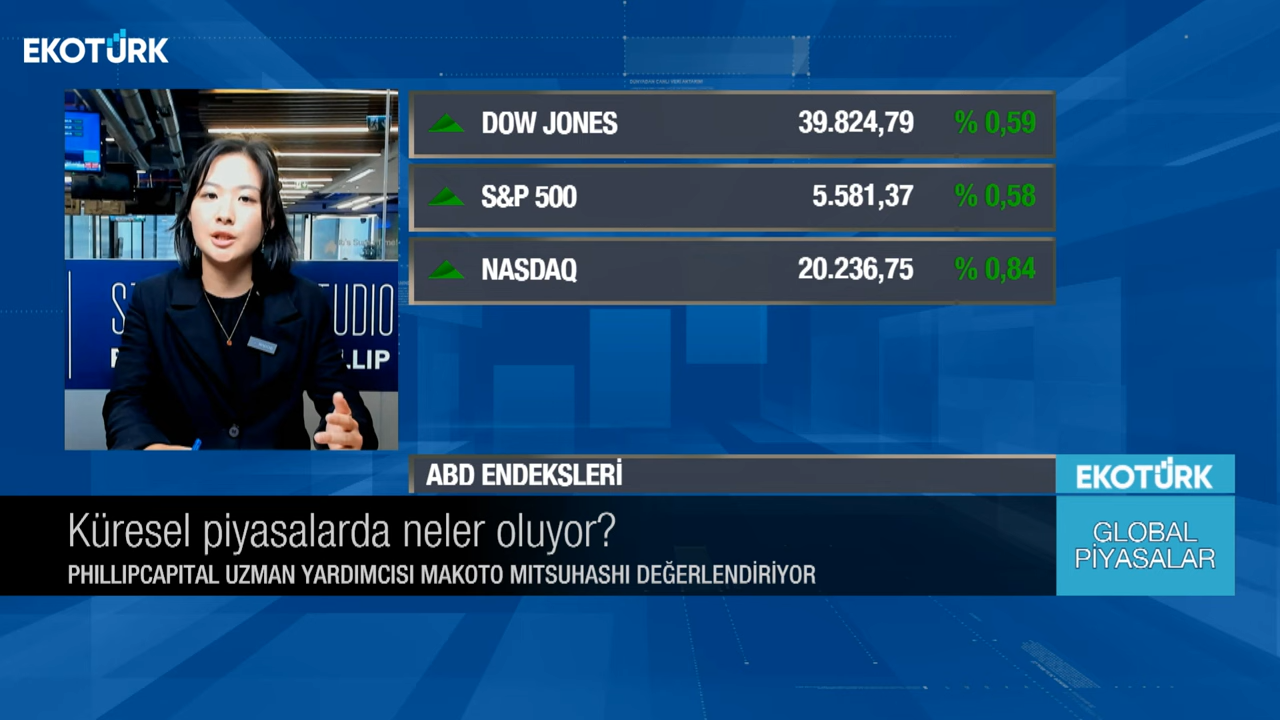 EKOTÜRK
DOW JONES 39.824,79 % 0,59
S&P 500 5.581,37 % 0,58
NASDAQ 20.236,75 % 0,84
UDIO
LLIP
ABD ENDEKSLERİ
EKOTÜRK
Küresel piyasalarda neler oluyor?
PHILLIPCAPITAL UZMAN YARDIMCISI MAKOTO MITSUHASHI DEĞERLENDİRİYOR
GLOBAL
PİYASALAR